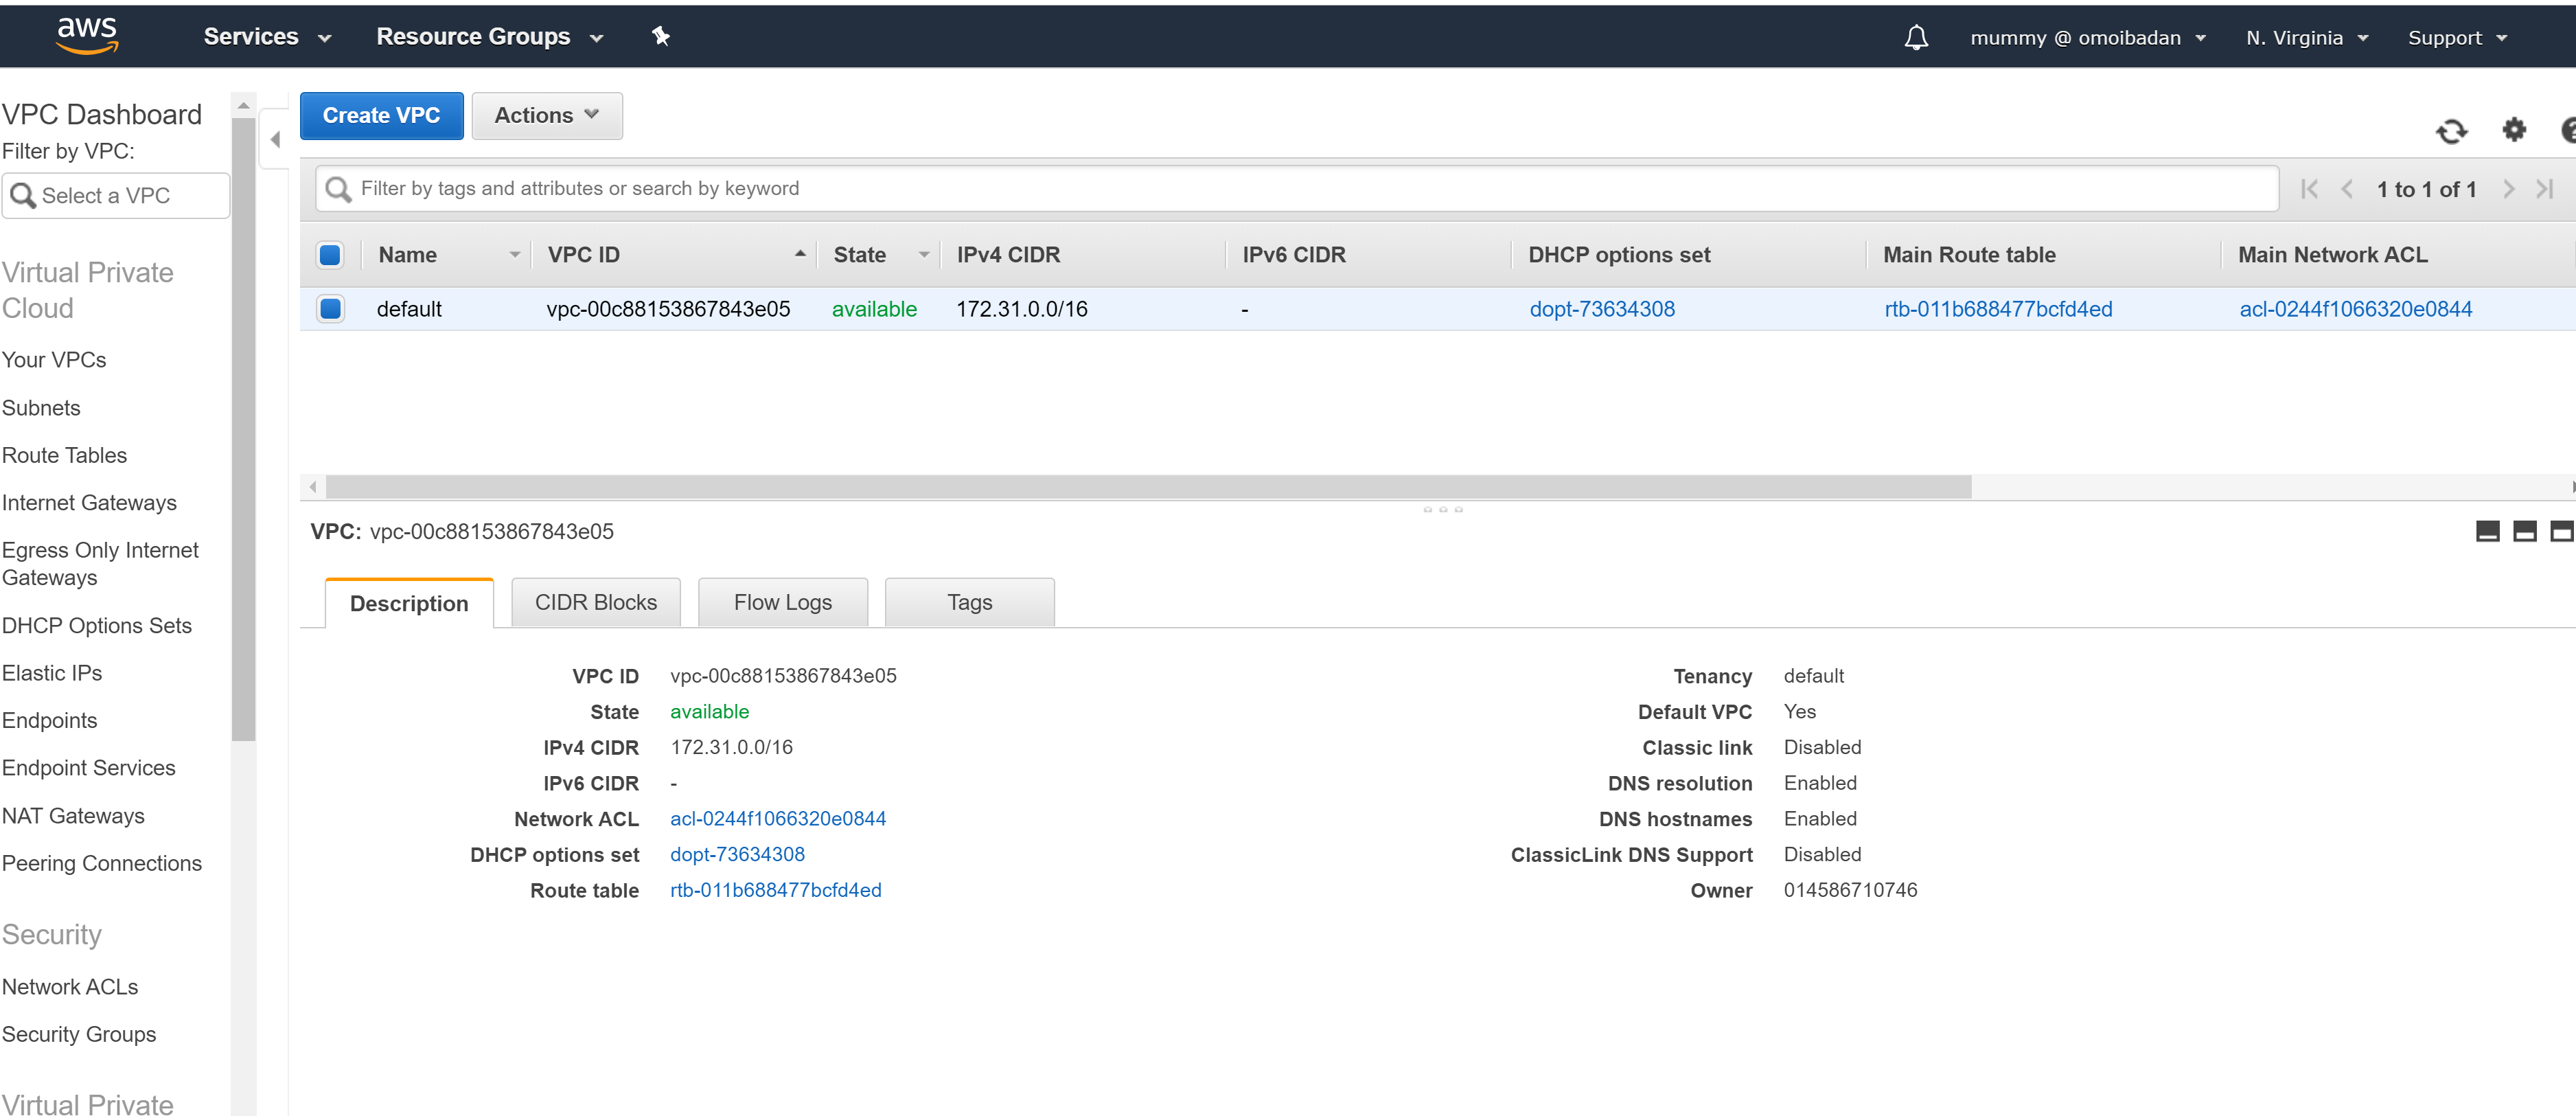 aws Services Resource Groups mummy @ omoibadan N. Virginia Support
VPC Dashboard
Filter by VPC:
Select a VPC
Virtual Private
Cloud
Your VPCs
Subnets
Route Tables
Internet Gateways
Egress Only Internet
Gateways
DHCP Options Sets
Elastic IPs
Endpoints
Endpoint Services
NAT Gateways
Peering Connections
Security
Network ACLs
Security Groups
Virtual Private
Create VPC Actions
Filter by tags and attributes or search by keyword 1 to 1 of 1
Name VPC ID State IPv4 CIDR IPv6 CIDR DHCP options set Main Route table Main Network ACL
default vpc-00c88153867843e05 available 172.31.0.0/16 - dopt-73634308 rtb-011b688477bcfd4ed acl-0244f1066320e0844
VPC: vpc-00c88153867843e05
Description CIDR Blocks Flow Logs Tags
VPC ID vpc-00c88153867843e05
State available
IPv4 CIDR 172.31.0.0/16
IPv6 CIDR -
Network ACL acl-0244f1066320e0844
DHCP options set dopt-73634308
Route table rtb-011b688477bcfd4ed
Tenancy default
Default VPC Yes
Classic link Disabled
DNS resolution Enabled
DNS hostnames Enabled
ClassicLink DNS Support Disabled
Owner 014586710746